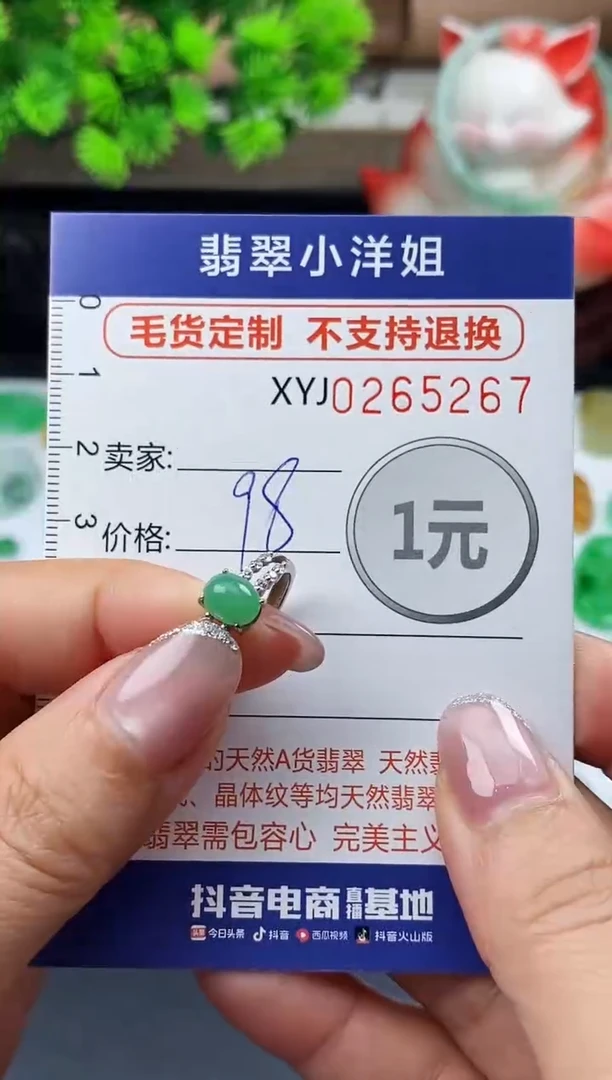 翡翠小洋姐
毛货定制 不支持退换
XYJ0265267
0
1
2
3
卖家:
98
价格:
1元
的天然A货翡翠 天然翡
、晶体纹等均天然翡翠
翡翠需包容心 完美主义
抖音电商直播基地
头条 今日头条 抖音 西瓜视频 抖音火山版